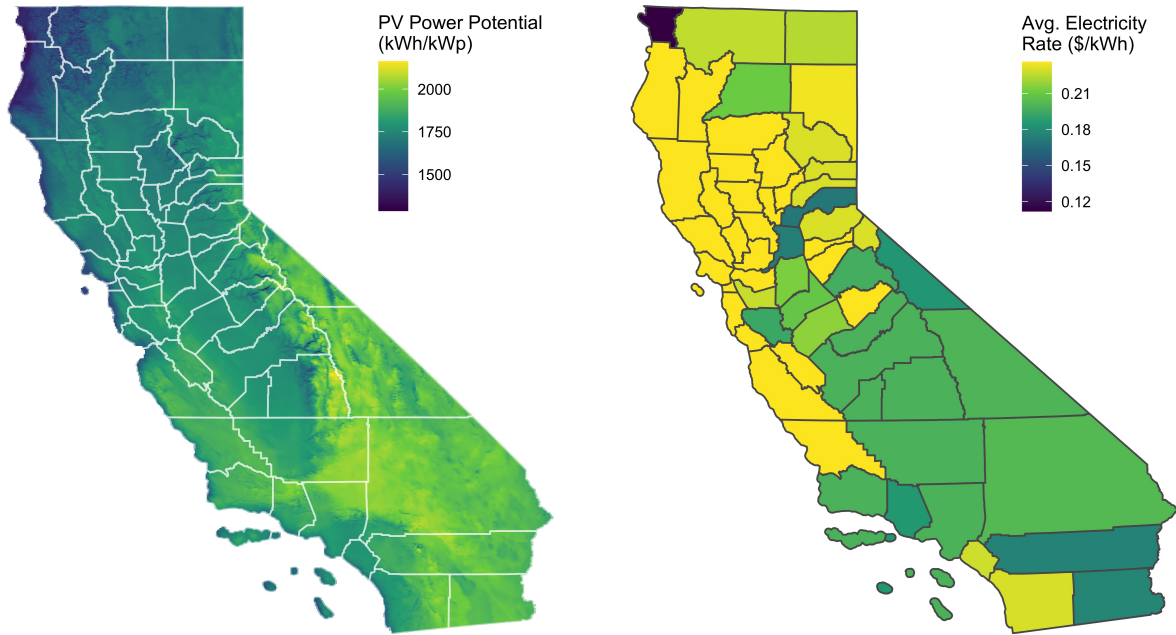 PV Power Potential
(kWh/kWp)
2000
1750
1500
Avg. Electricity
Rate ($/kWh)
0.21
0.18
0.15
0.12